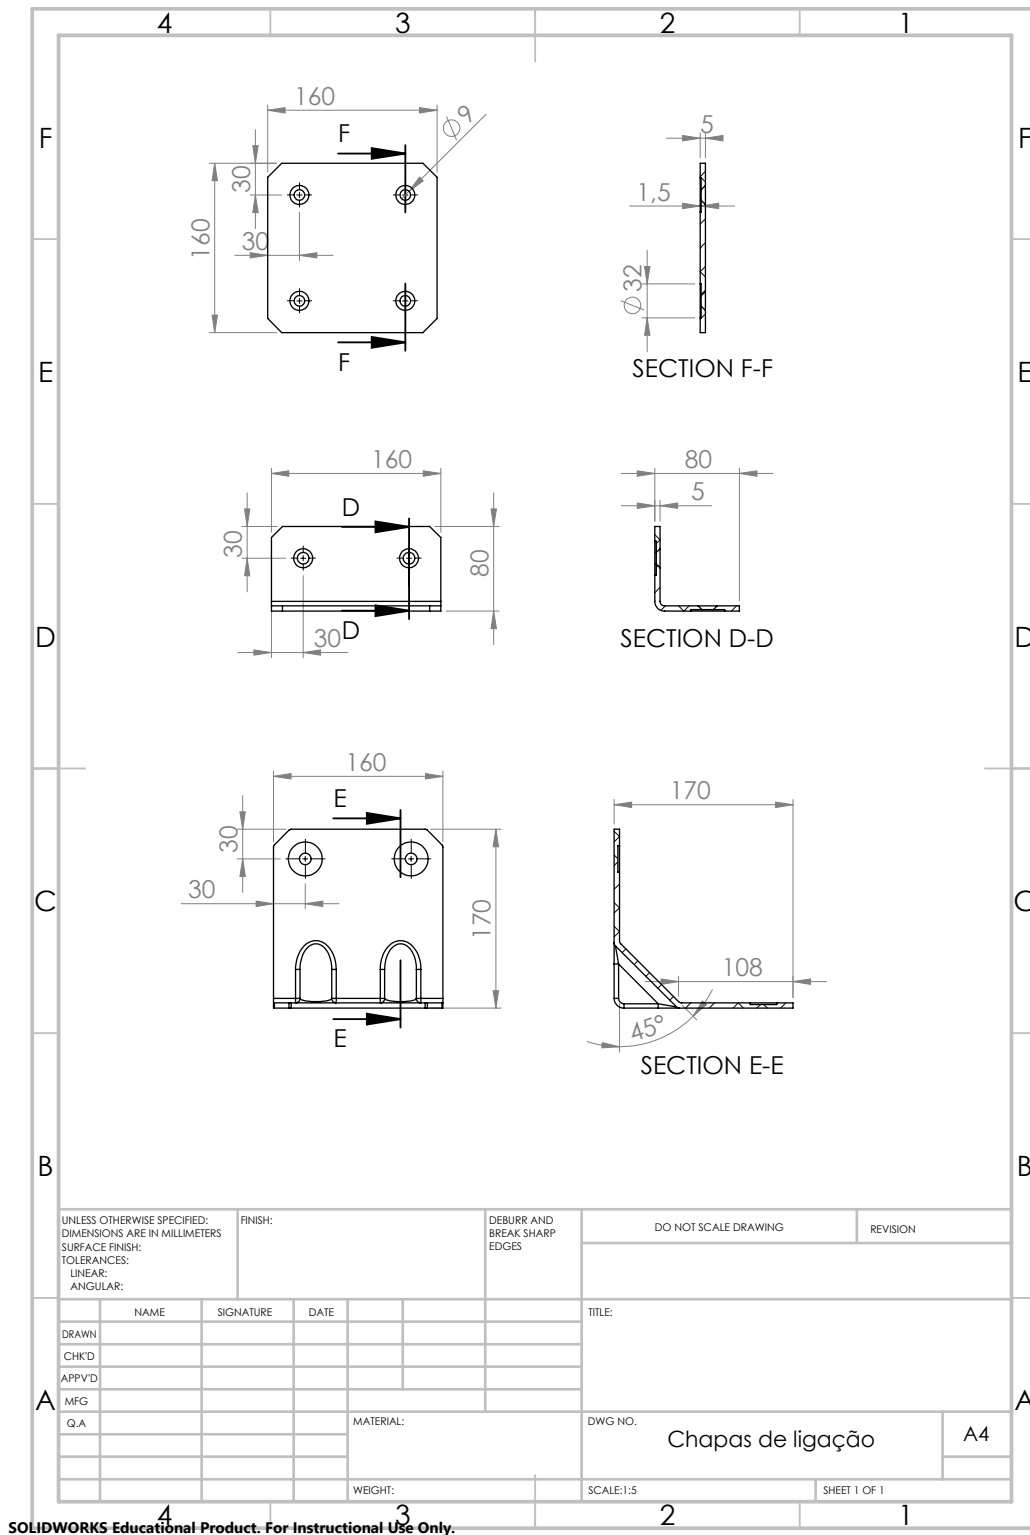 4 3 2 1
F F
E E
D D
C C
B B
A A
160
F
Ø9
30
160
30
F
5
1,5
Ø32
SECTION F-F
160
D
30
80
30
D
80
5
SECTION D-D
160
E
30
30
170
E
170
108
45°
SECTION E-E
UNLESS OTHERWISE SPECIFIED:
DIMENSIONS ARE IN MILLIMETERS
SURFACE FINISH:
TOLERANCES:
LINEAR:
ANGULAR:
FINISH:
DEBURR AND
BREAK SHARP
EDGES
DO NOT SCALE DRAWING
REVISION
NAME SIGNATURE DATE
DRAWN
CHK'D
APPV'D
MFG
Q.A
MATERIAL:
WEIGHT:
TITLE:
DWG NO.
Chapas de ligação
A4
SCALE:1:5
SHEET 1 OF 1
4 3 2 1
SOLIDWORKS Educational Product. For Instructional Use Only.